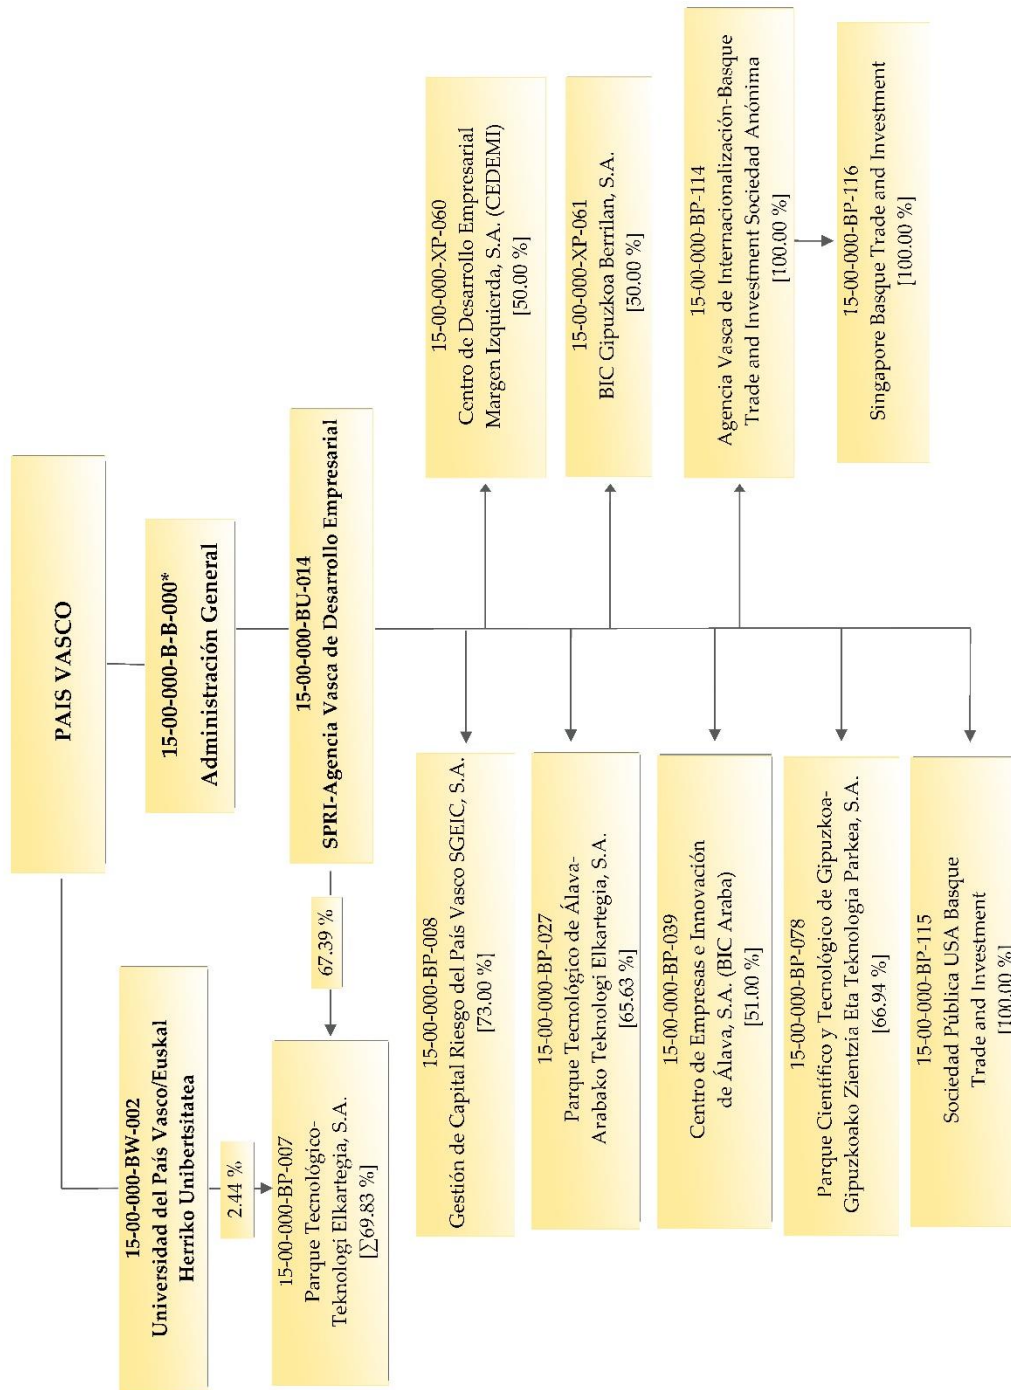 PAIS VASCO
15-00-000-B-B-000*
Administración General
15-00-000-BW-002
Universidad del País Vasco/Euskal
Herriko Unibertsitatea
2.44 %
15-00-000-BU-014
SPRI-Agencia Vasca de Desarrollo Empresarial
67.39 %
15-00-000-BP-007
Parque Tecnológico-
Teknologi Elkartegia, S.A.
[∑69.83 %]
15-00-000-BP-008
Gestión de Capital Riesgo del País Vasco SGEIC, S.A.
[73.00 %]
15-00-000-XP-060
Centro de Desarrollo Empresarial
Margen Izquierda, S.A. (CEDEMI)
[50.00 %]
15-00-000-BP-027
Parque Tecnológico de Álava-
Arabako Teknologi Elkartegia, S.A.
[65.63 %]
15-00-000-XP-061
BIC Gipuzkoa Berrilan, S.A.
[50.00 %]
15-00-000-BP-039
Centro de Empresas e Innovación
de Álava, S.A. (BIC Araba)
[51.00 %]
15-00-000-BP-114
Agencia Vasca de Internacionalización-Basque
Trade and Investment Sociedad Anónima
[100.00 %]
15-00-000-BP-078
Parque Científico y Tecnológico de Gipuzkoa-
Gipuzkoako Zientzia Eta Teknologia Parkea, S.A.
[66.94 %]
15-00-000-BP-116
Singapore Basque Trade and Investment
[100.00 %]
15-00-000-BP-115
Sociedad Pública USA Basque
Trade and Investment
[100.00 %]